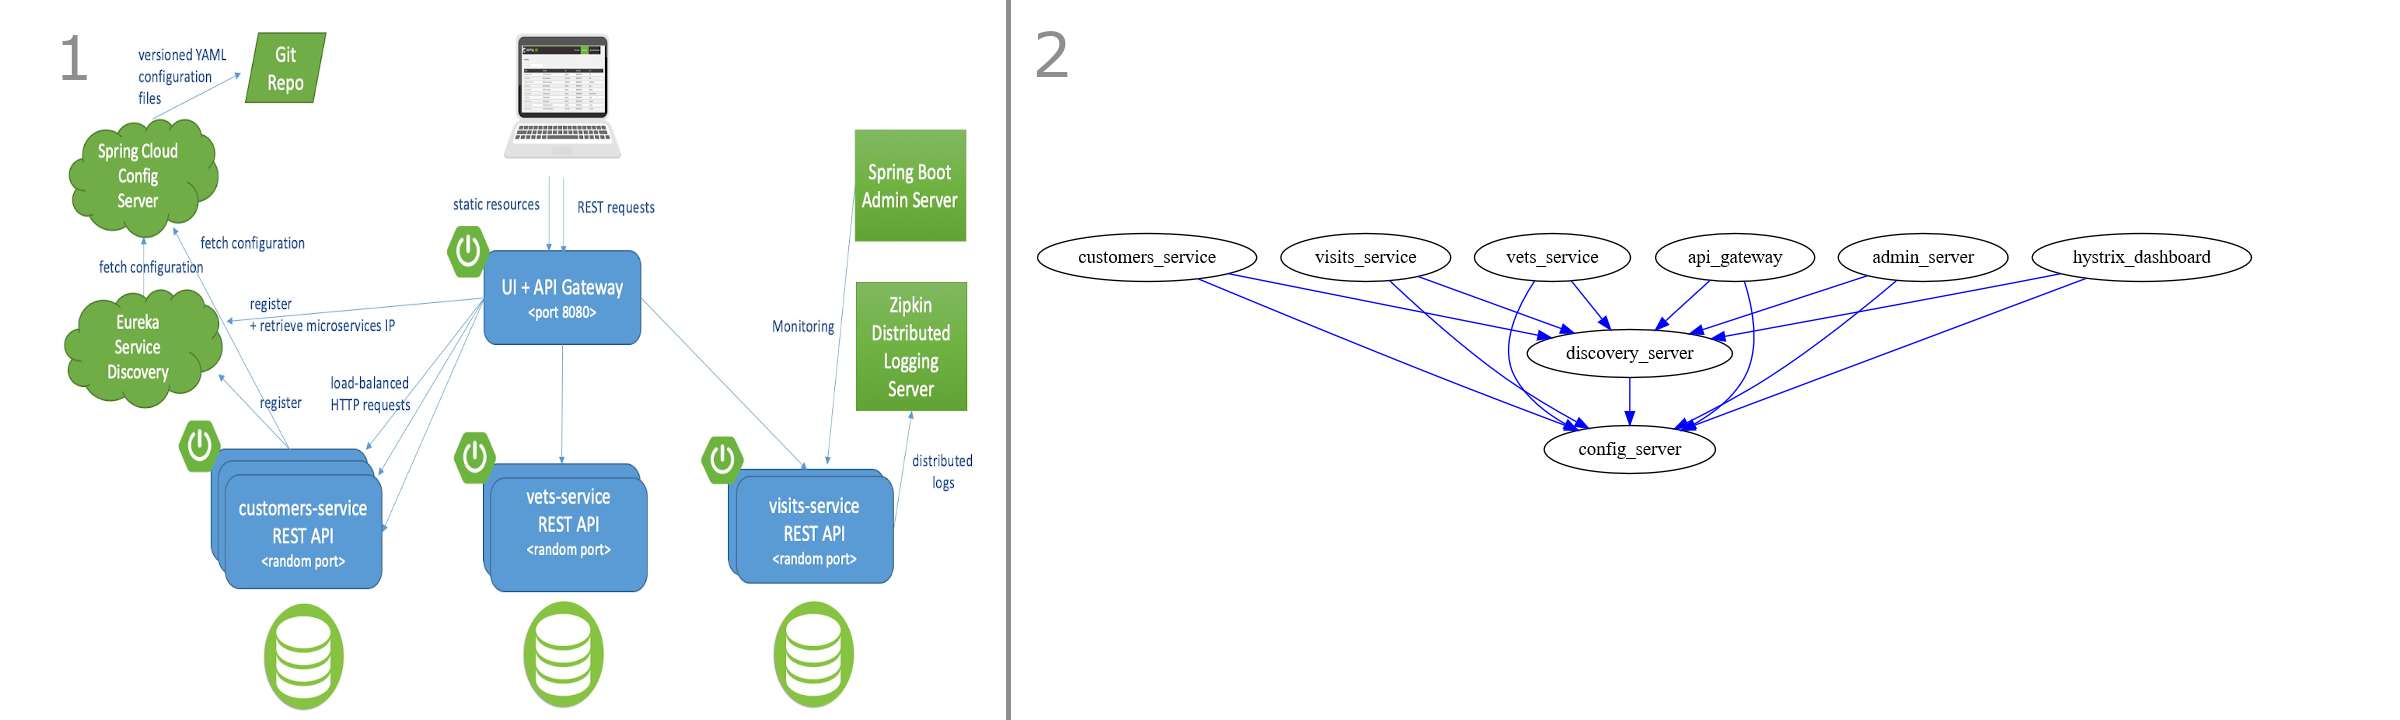 1
versioned YAML
configuration
files
Git
Repo
Spring Cloud
Config
Server
static resources
REST requests
Spring Boot
Admin Server
fetch configuration
fetch configuration
UI + API Gateway
<port 8080>
register
+ retrieve microservices IP
Eureka
Service
Discovery
Monitoring
Zipkin
Distributed
Logging
Server
load-balanced
HTTP requests
register
distributed
logs
customers-service
REST API
<random port>
vets-service
REST API
<random port>
visits-service
REST API
<random port>
2
customers_service
visits_service
vets_service
api_gateway
admin_server
hystrix_dashboard
discovery_server
config_server